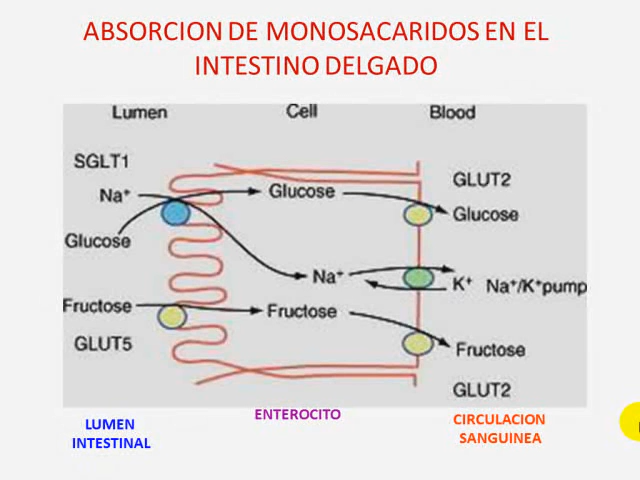 ABSORCION DE MONOSACARIDOS EN EL
INTESTINO DELGADO
Lumen Cell Blood
SGLT1
GLUT2
Na⁺
Glucose
Glucose
Glucose
Na⁺
K⁺ Na⁺/K⁺pump
Fructose
Fructose
GLUT5
Fructose
GLUT2
LUMEN
INTESTINAL
ENTEROCITO
CIRCULACION
SANGUINEA